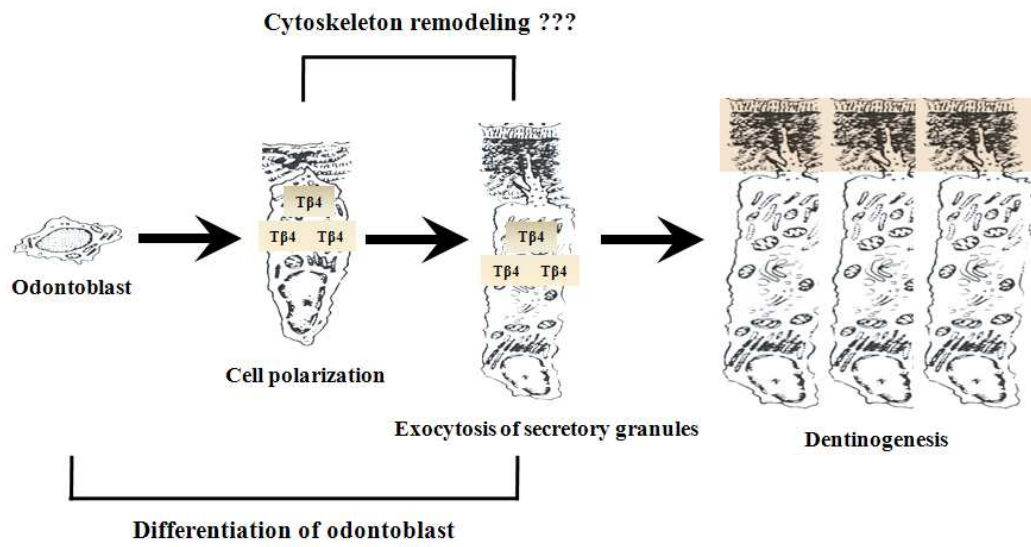 Cytoskeleton remodeling ???
Tβ4
Tβ4 Tβ4
Tβ4
Tβ4 Tβ4
Odontoblast
Cell polarization
Exocytosis of secretory granules
Dentinogenesis
Differentiation of odontoblast